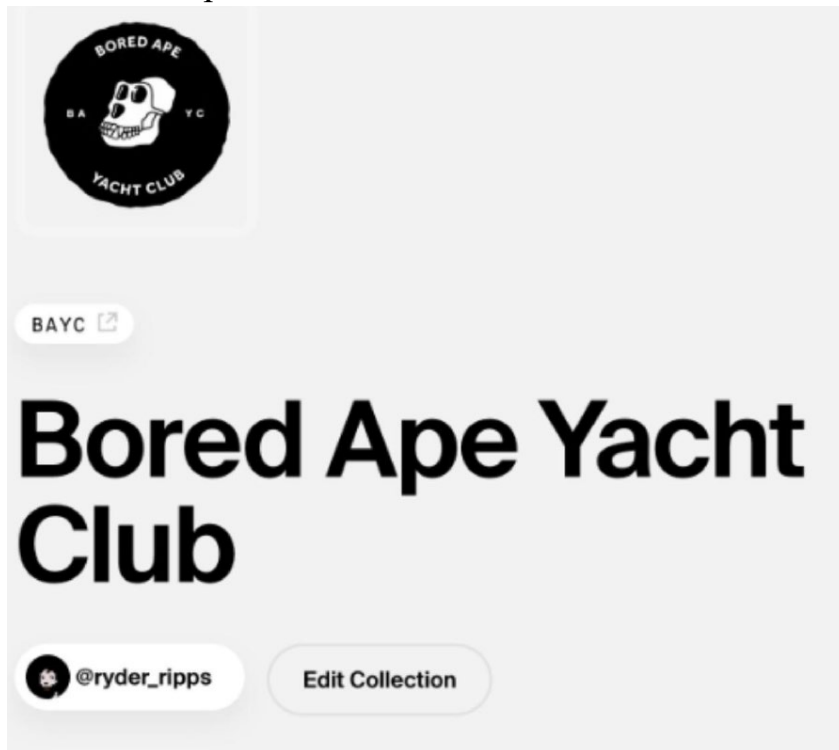 BORED APE
BA YC
YACHT CLUB
BAYC
Bored Ape Yacht
Club
@ryder_ripps Edit Collection